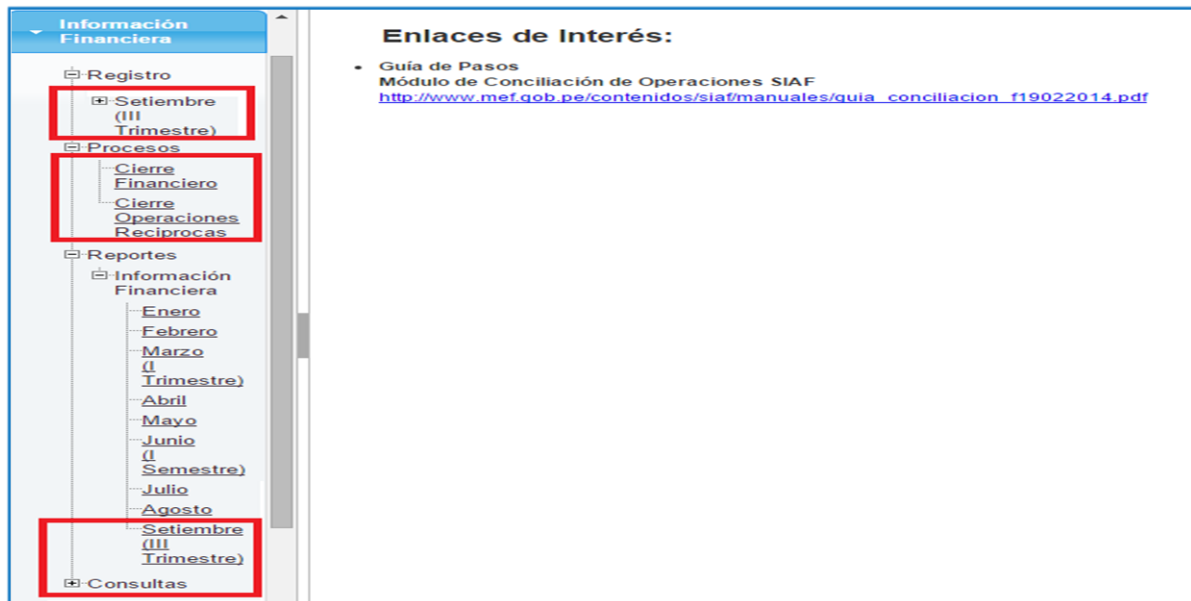 Información
Financiera
Registro
Setiembre
(III
Trimestre)
Procesos
Cierre
Financiero
Cierre
Operaciones
Reciprocas
Reportes
Información
Financiera
Enero
Febrero
Marzo
(I
Trimestre)
Abril
Mayo
Junio
(I
Semestre)
Julio
Agosto
Setiembre
(III
Trimestre)
Consultas
Enlaces de Interés:
• Guía de Pasos
Módulo de Conciliación de Operaciones SIAF
http://www.mef.gob.pe/contenidos/siaf/manuales/guia_conciliacion_f19022014.pdf